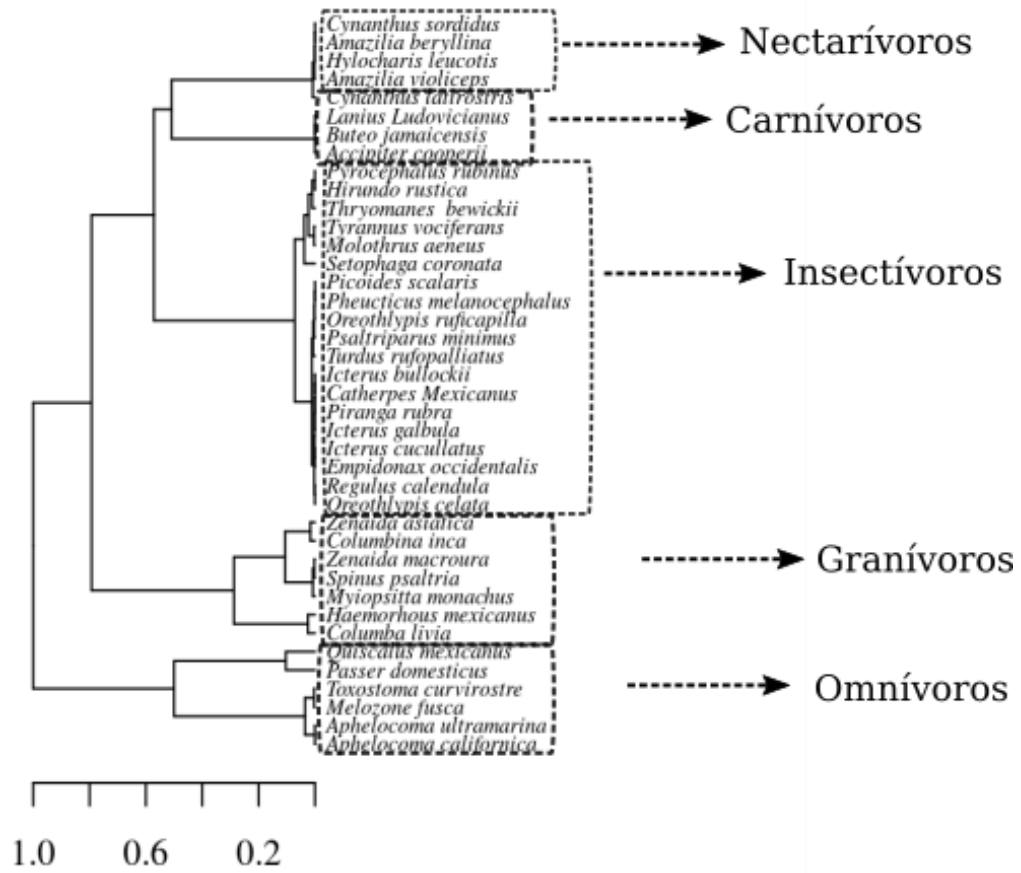 Cynanthus sordidus
Amazilia beryllina
Nectarívoros
Hylocharis leucotis
Amazilia violiceps
Cynanthus latirostris
Lanius Ludovicianus
Carnívoros
Buteo jamaicensis
Accipiter cooperii
Pyrocephalus rubinus
Hirundo rustica
Thryomanes bewickii
Tyrannus vociferans
Molothrus aeneus
Setophaga coronata
Insectívoros
Picoides scalaris
Pheucticus melanocephalus
Oreothlypis ruficapilla
Psaltriparus minimus
Turdus rufopalliatus
Icterus bullockii
Catherpes Mexicanus
Piranga rubra
Icterus galbula
Icterus cucullatus
Empidonax occidentalis
Regulus calendula
Oreothlypis celata
Zenaida asiatica
Columbina inca
Zenaida macroura
Granívoros
Spinus psaltria
Myiopsitta monachus
Haemorhous mexicanus
Columba livia
Quiscalus mexicanus
Passer domesticus
Toxostoma curvirostre
Omnívoros
Melozone fusca
Aphelocoma ultramarina
Aphelocoma californica
1.0 0.6 0.2